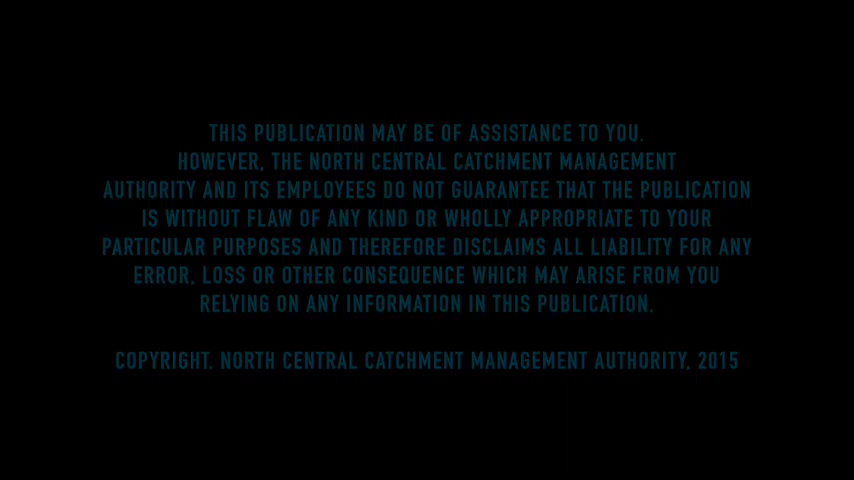 THIS PUBLICATION MAY BE OF ASSISTANCE TO YOU.
HOWEVER, THE NORTH CENTRAL CATCHMENT MANAGEMENT
AUTHORITY AND ITS EMPLOYEES DO NOT GUARANTEE THAT THE PUBLICATION
IS WITHOUT FLAW OF ANY KIND OR WHOLLY APPROPRIATE TO YOUR
PARTICULAR PURPOSES AND THEREFORE DISCLAIMS ALL LIABILITY FOR ANY
ERROR, LOSS OR OTHER CONSEQUENCE WHICH MAY ARISE FROM YOU
RELYING ON ANY INFORMATION IN THIS PUBLICATION.
COPYRIGHT. NORTH CENTRAL CATCHMENT MANAGEMENT AUTHORITY, 2015